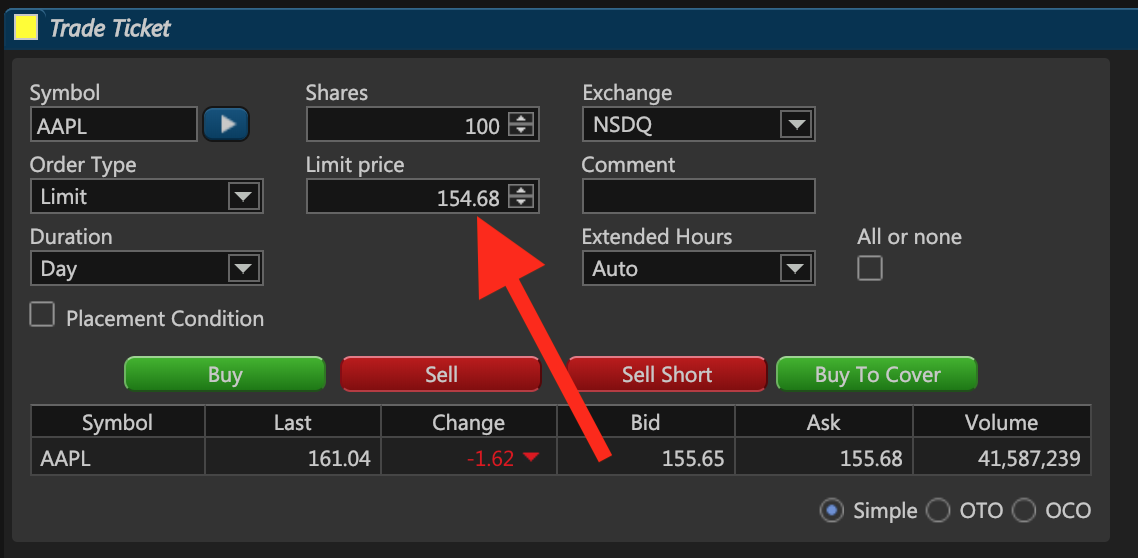 Trade Ticket
Symbol Shares Exchange
AAPL 100 NSDQ
Order Type Limit price Comment
Limit 154.68
Duration Extended Hours All or none
Day Auto
Placement Condition
Buy Sell Sell Short Buy To Cover
Symbol Last Change Bid Ask Volume
AAPL 161.04 -1.62 155.65 155.68 41,587,239
Simple OTO OCO